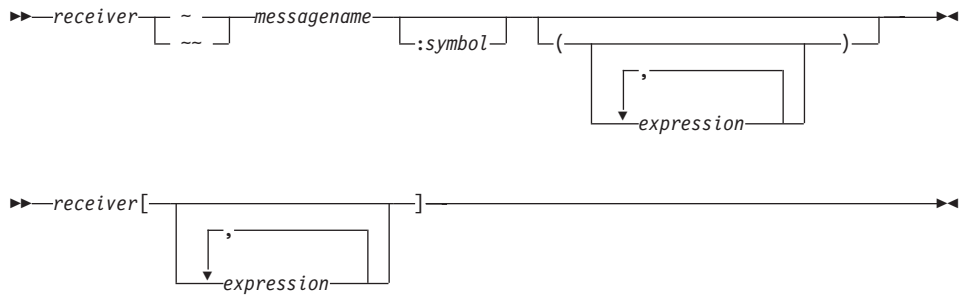 receiver ~ messagename
~~ :symbol ( )
,
expression
receiver[ ]
,
expression